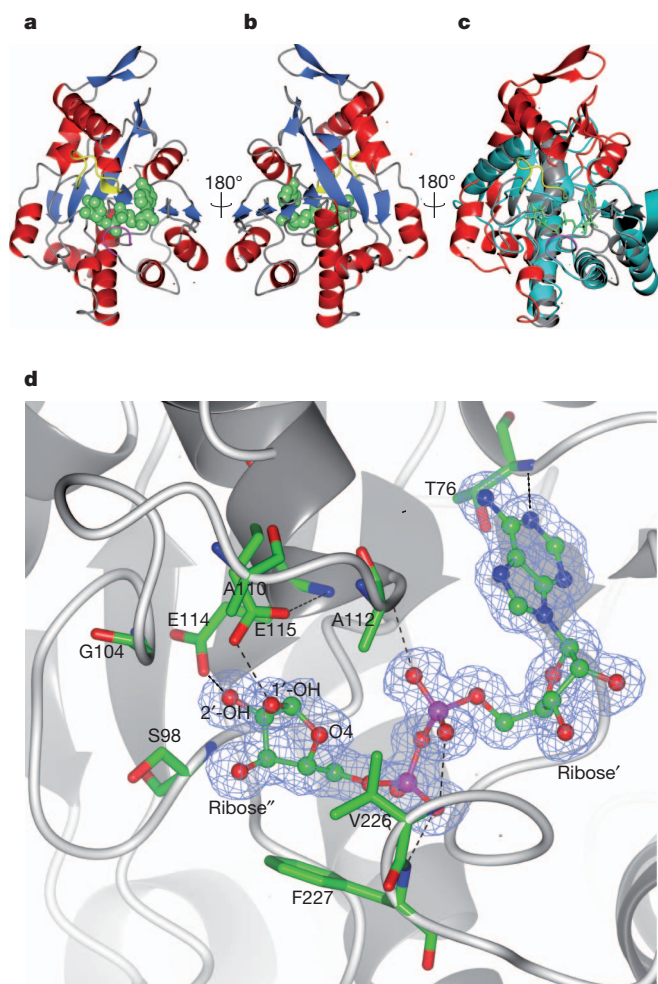 a b c
180° 180°
d
T76
A110
E114 E115 A112
G104
1′-OH
2′-OH
O4
S98
Ribose″ Ribose′
V226
F227